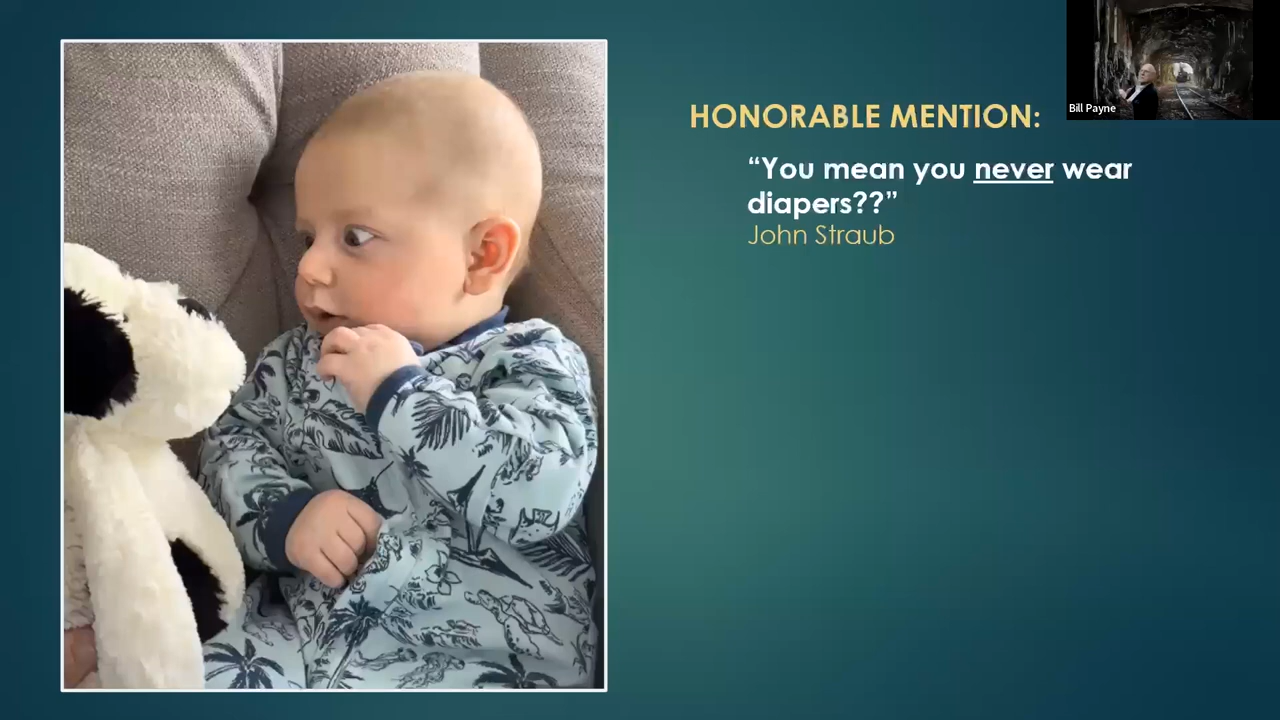 HONORABLE MENTION:
“You mean you never wear
diapers??”
John Straub
Bill Payne